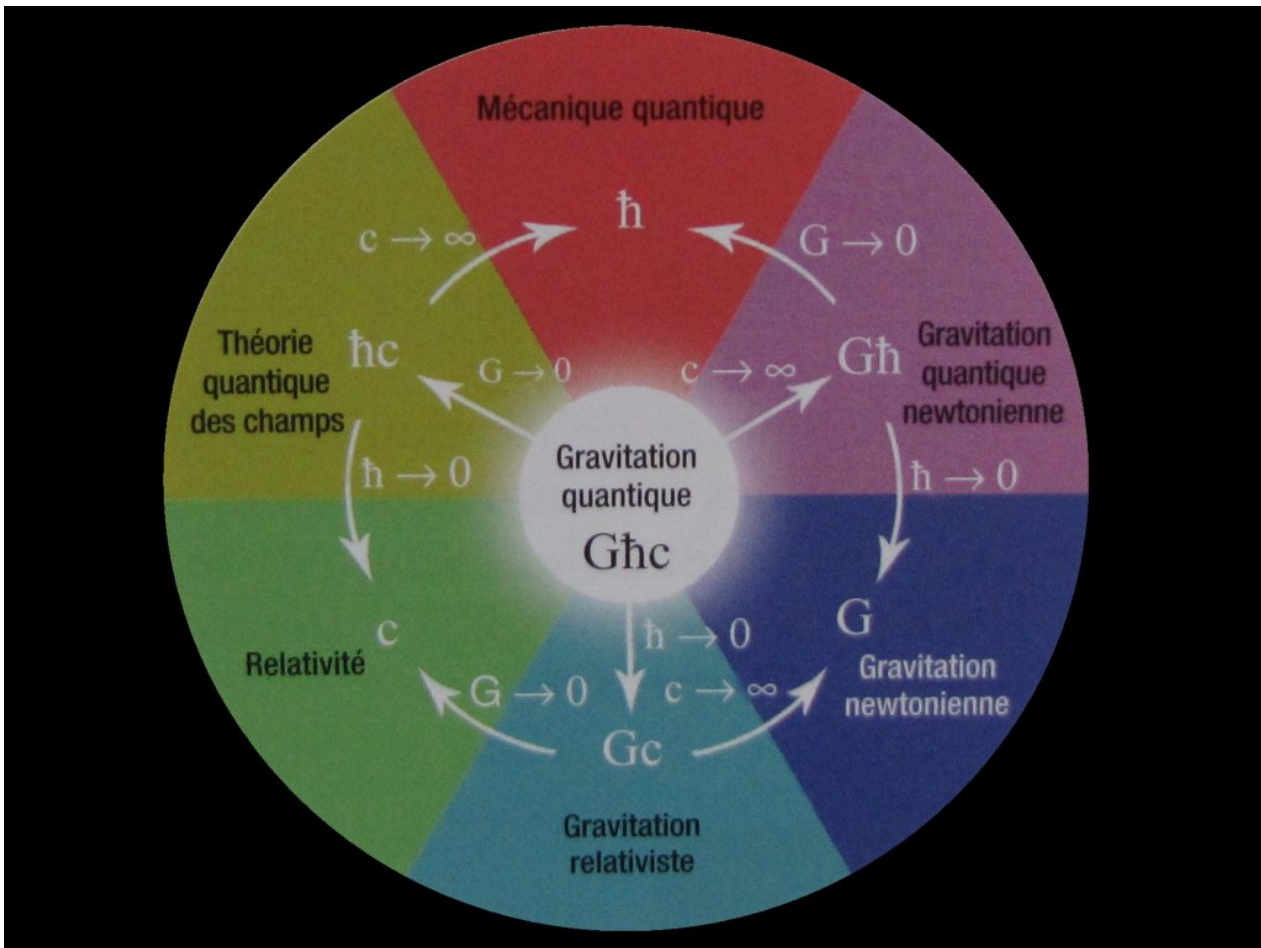 Mécanique quantique
ħ
c → ∞
G → 0
Théorie
quantique
des champs
ħc
G → 0
c → ∞
Għ
Gravitation
quantique
newtonienne
ħ → 0
Gravitation
quantique
Għc
ħ → 0
c
Relativité
ħ → 0
G
Gravitation
newtonienne
G → 0
c → ∞
Gc
Gravitation
relativiste